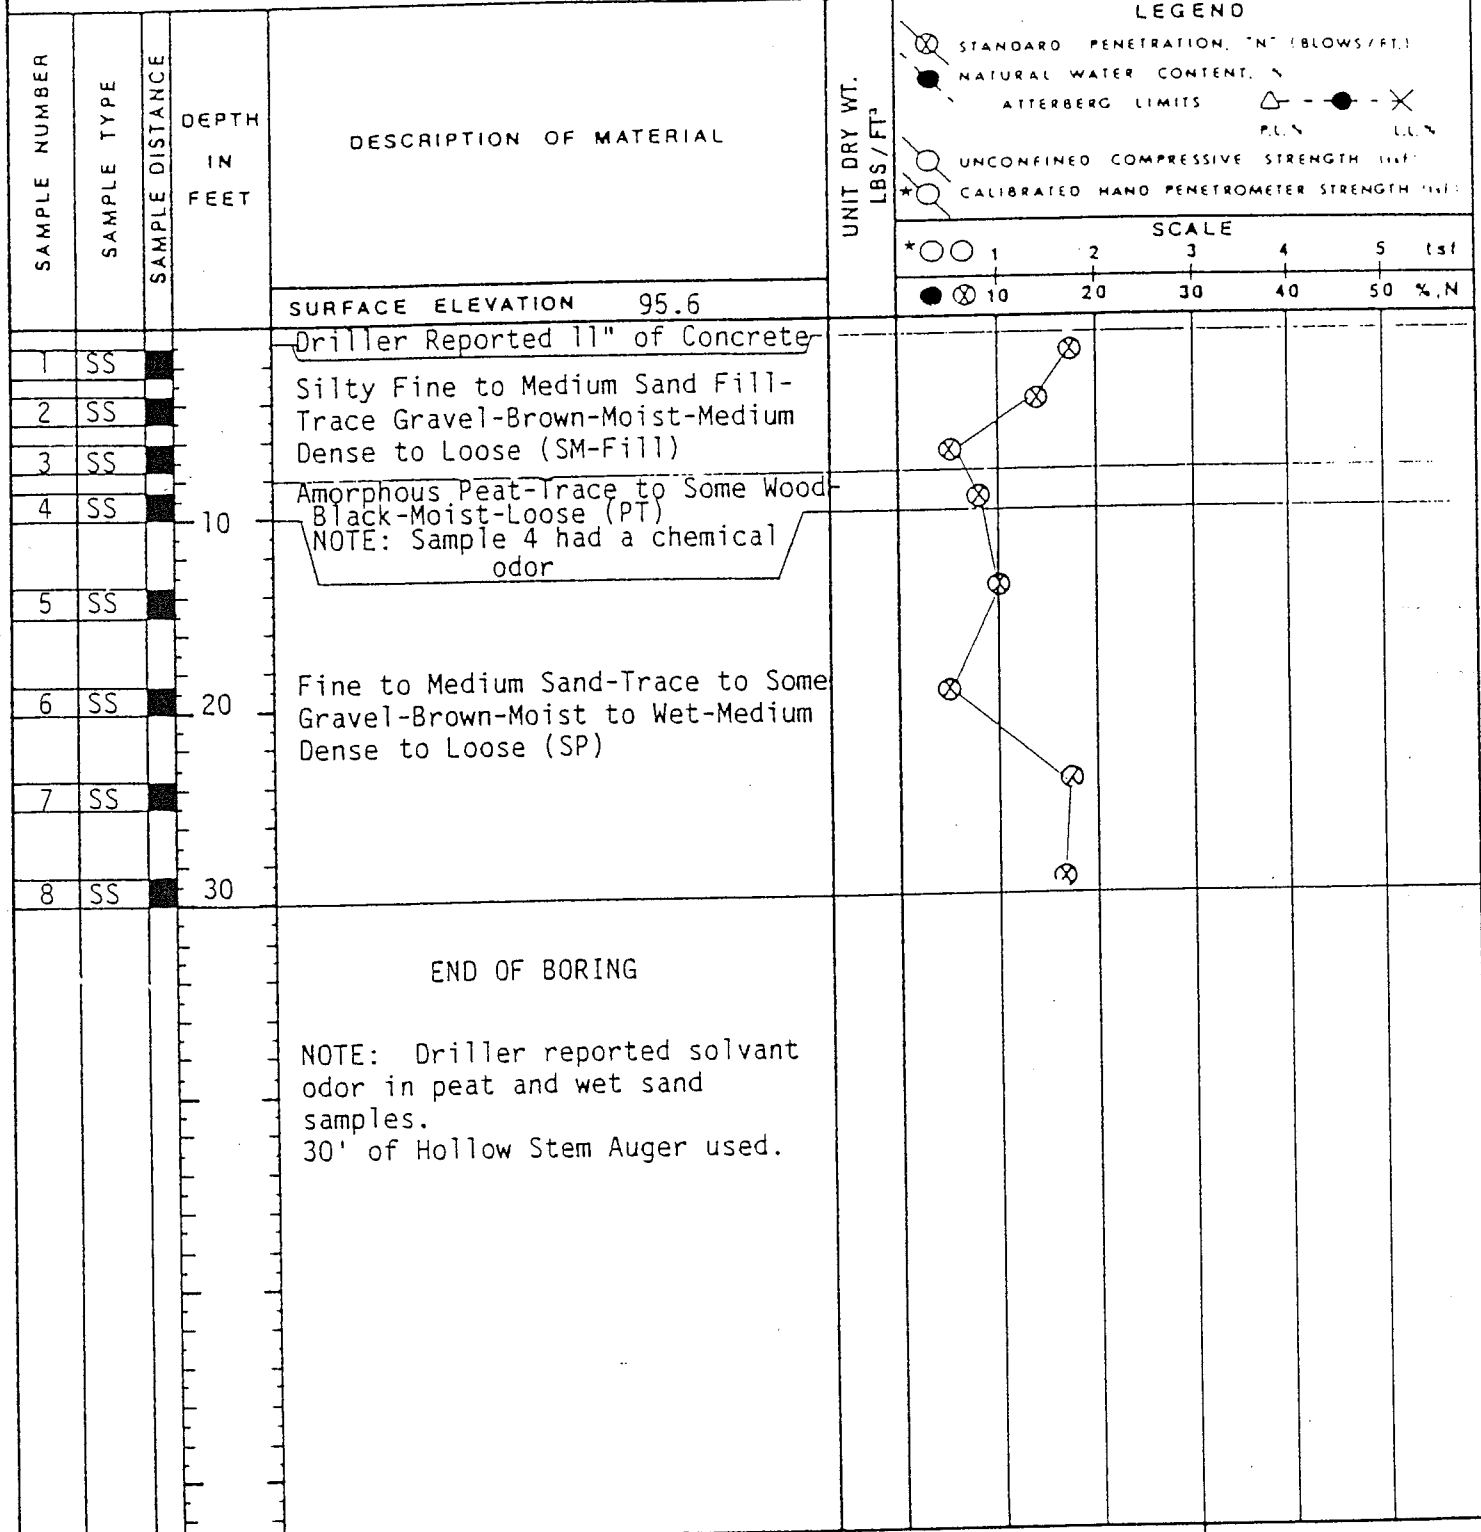 SAMPLE NUMBER
SAMPLE TYPE
SAMPLE DISTANCE
DEPTH
IN
FEET
DESCRIPTION OF MATERIAL
UNIT DRY WT.
LBS/FT³
LEGEND
STANDARD PENETRATION, "N" (BLOWS/FT.)
NATURAL WATER CONTENT,
ATTERBERG LIMITS
P.L. L.L.
UNCONFINED COMPRESSIVE STRENGTH
* CALIBRATED HAND PENETROMETER STRENGTH
SCALE
* 1 2 3 4 5 tsf
10 20 30 40 50 %,N
SURFACE ELEVATION 95.6
Driller Reported 11" of Concrete
1 SS
Silty Fine to Medium Sand Fill-
2 SS
Trace Gravel-Brown-Moist-Medium
Dense to Loose (SM-Fill)
3 SS
Amorphous Peat-Trace to Some Wood
4 SS
Black-Moist-Loose (PT)
10
NOTE: Sample 4 had a chemical
odor
5 SS
Fine to Medium Sand-Trace to Some
6 SS
20
Gravel-Brown-Moist to Wet-Medium
Dense to Loose (SP)
7 SS
8 SS
30
END OF BORING
NOTE: Driller reported solvant
odor in peat and wet sand
samples.
30' of Hollow Stem Auger used.